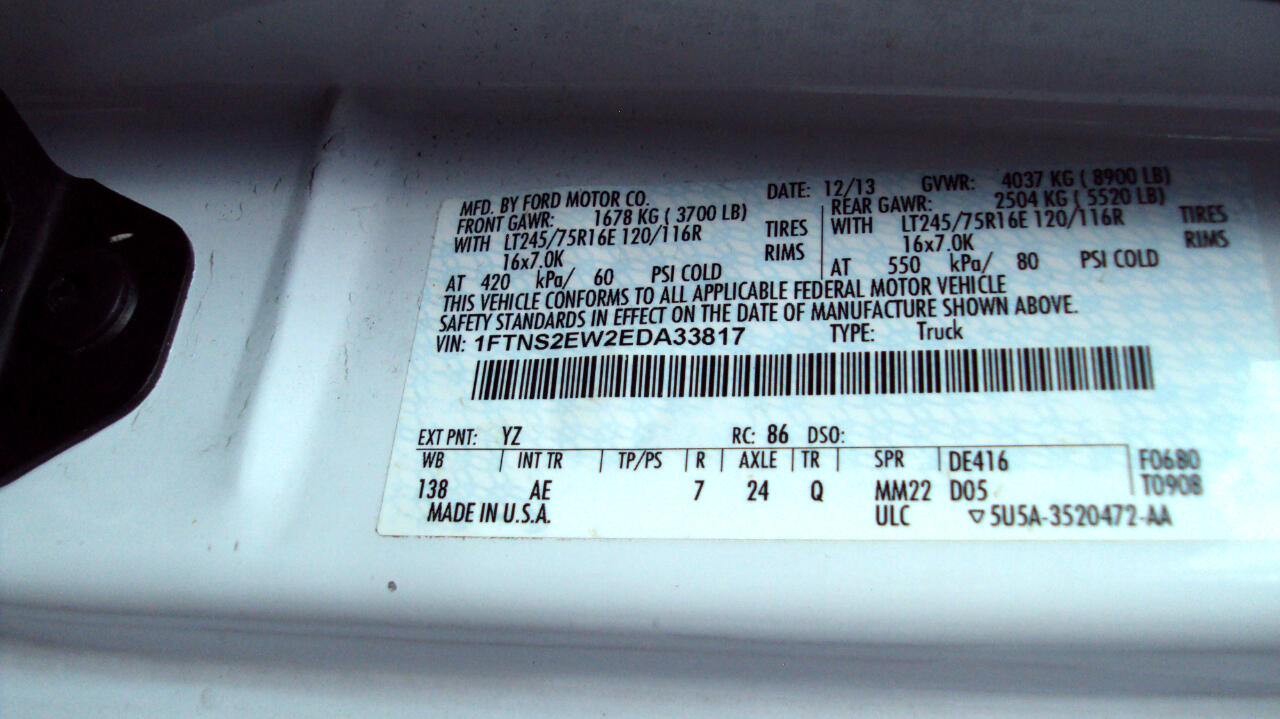 MFD. BY FORD MOTOR CO. DATE: 12/13 GVWR: 4037 KG ( 8900 LB)
FRONT GAWR: 1678 KG ( 3700 LB) REAR GAWR: 2504 KG ( 5520 LB)
WITH LT245/75R16E 120/116R TIRES WITH LT245/75R16E 120/116R TIRES
16x7.0K RIMS 16x7.0K RIMS
AT 420 kPa/ 60 PSI COLD AT 550 kPa/ 80 PSI COLD
THIS VEHICLE CONFORMS TO ALL APPLICABLE FEDERAL MOTOR VEHICLE
SAFETY STANDARDS IN EFFECT ON THE DATE OF MANUFACTURE SHOWN ABOVE.
VIN: 1FTNS2EW2EDA33817 TYPE: Truck
EXT PNT: YZ RC: 86 DSO:
WB INT TR TP/PS R AXLE TR SPR DE416 F0680
138 AE 7 24 Q MM22 D05 T0908
MADE IN U.S.A. ULC ▽5U5A-3520472-AA